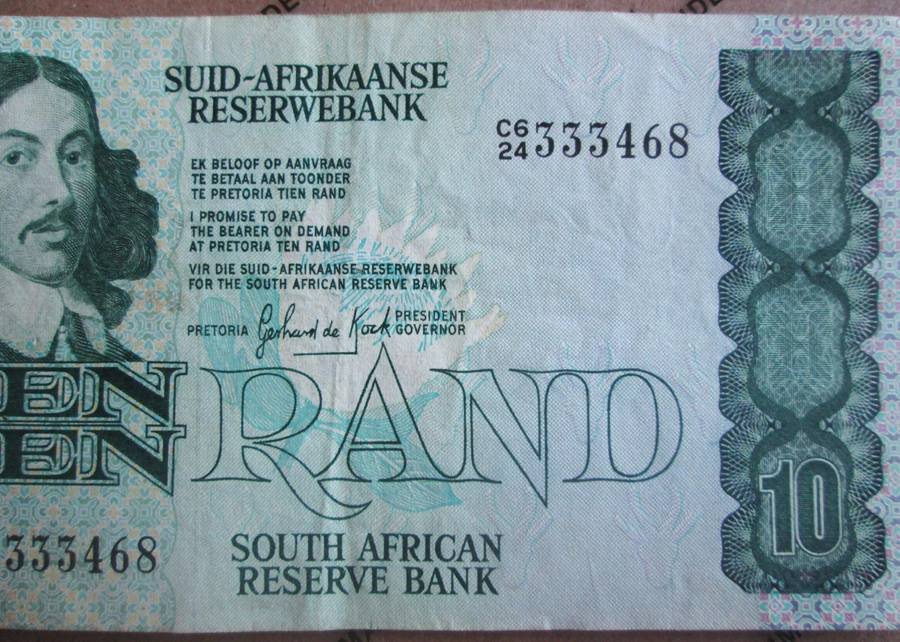 SUID-AFRIKAANSE
RESERWEBANK
C6
24 333468
EK BELOOF OP AANVRAAG
TE BETAAL AAN TOONDER
TE PRETORIA TIEN RAND
I PROMISE TO PAY
THE BEARER ON DEMAND
AT PRETORIA TEN RAND
VIR DIE SUID-AFRIKAANSE RESERWEBANK
FOR THE SOUTH AFRICAN RESERVE BANK
PRETORIA Gerhard de Kock PRESIDENT
GOVERNOR
EN
EN
RAND
10
333468
SOUTH AFRICAN
RESERVE BANK